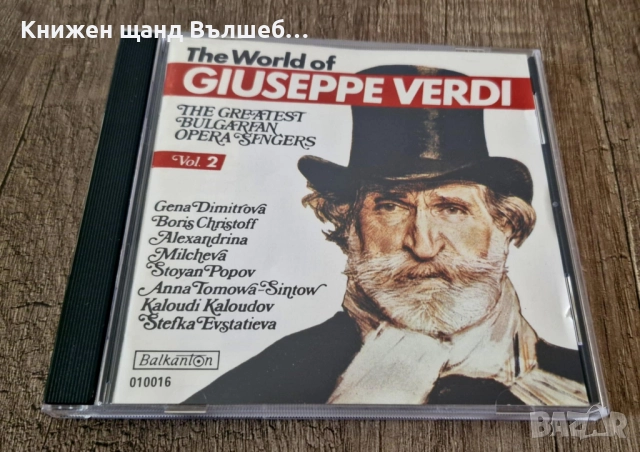 Книжен щанд Вълшеб...
The World of
GIUSEPPE VERDI
THE GREATEST
BULGARIAN
OPERA SINGERS
Vol. 2
Gena Dimitrova
Boris Christoff
Alexandrina
Milcheva
Stoyan Popov
Anna Tomowa-Sintow
Kaloudi Kaloudov
Stefka Evstatieva
Balkanton
010016
BAZAR